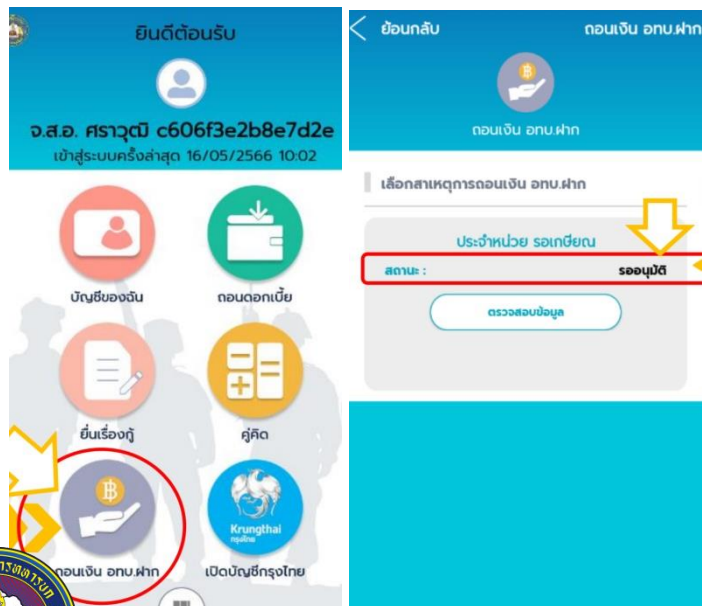 ยินดีต้อนรับ
จ.ส.อ. ศราวุฒิ c606f3e2b8e7d2e
เข้าสู่ระบบครั้งล่าสุด 16/05/2566 10:02
บัญชีของฉัน
ถอนดอกเบี้ย
ยื่นเรื่องกู้
คู่คิด
Krungthai
กรุงไทย
ถอนเงิน อทบ.ฝาก
เปิดบัญชีกรุงไทย
ย้อนกลับ
ถอนเงิน อทบ.ฝาก
ถอนเงิน อทบ.ฝาก
เลือกสาเหตุการถอนเงิน อทบ.ฝาก
ประจำหน่วย รอเกษียณ
สถานะ : รออนุมัติ
ตรวจสอบข้อมูล